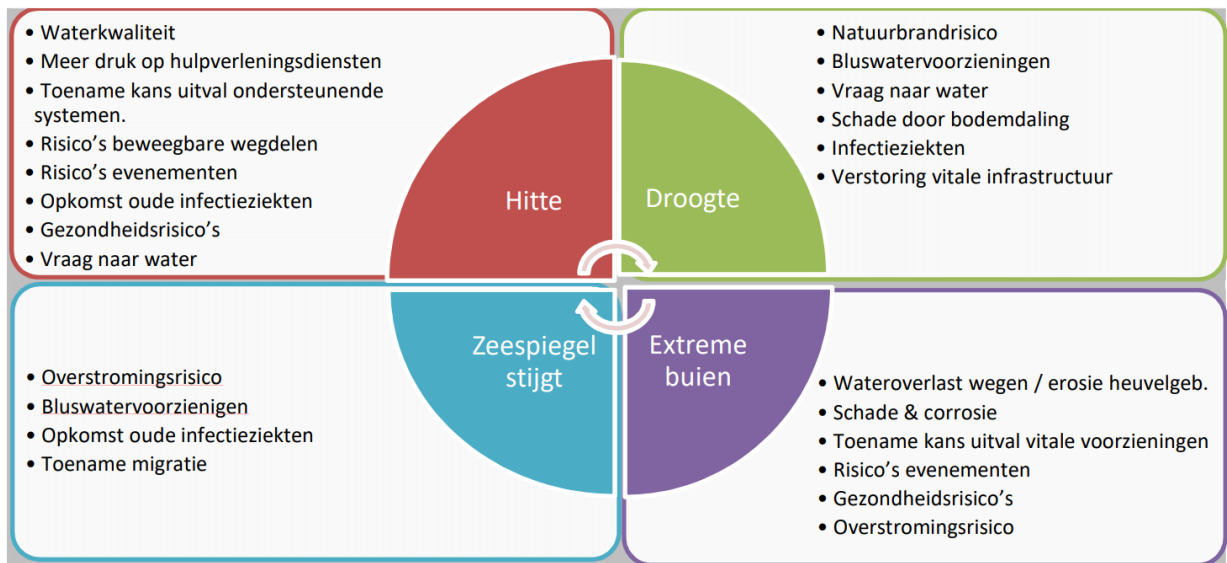 • Waterkwaliteit
• Meer druk op hulpverleningsdiensten
• Toename kans uitval ondersteunende
systemen.
• Risico's beweegbare wegdelen
• Risico's evenementen
• Opkomst oude infectieziekten
• Gezondheidsrisico's
• Vraag naar water
Hitte
• Natuurbrandrisico
• Bluswatervoorzieningen
• Vraag naar water
• Schade door bodemdaling
• Infectieziekten
• Verstoring vitale infrastructuur
Droogte
• Overstromingsrisico
• Bluswatervoorzienigen
• Opkomst oude infectieziekten
• Toename migratie
Zeespiegel
stijgt
Extreme
buien
• Wateroverlast wegen / erosie heuvelgeb.
• Schade & corrosie
• Toename kans uitval vitale voorzieningen
• Risico's evenementen
• Gezondheidsrisico's
• Overstromingsrisico